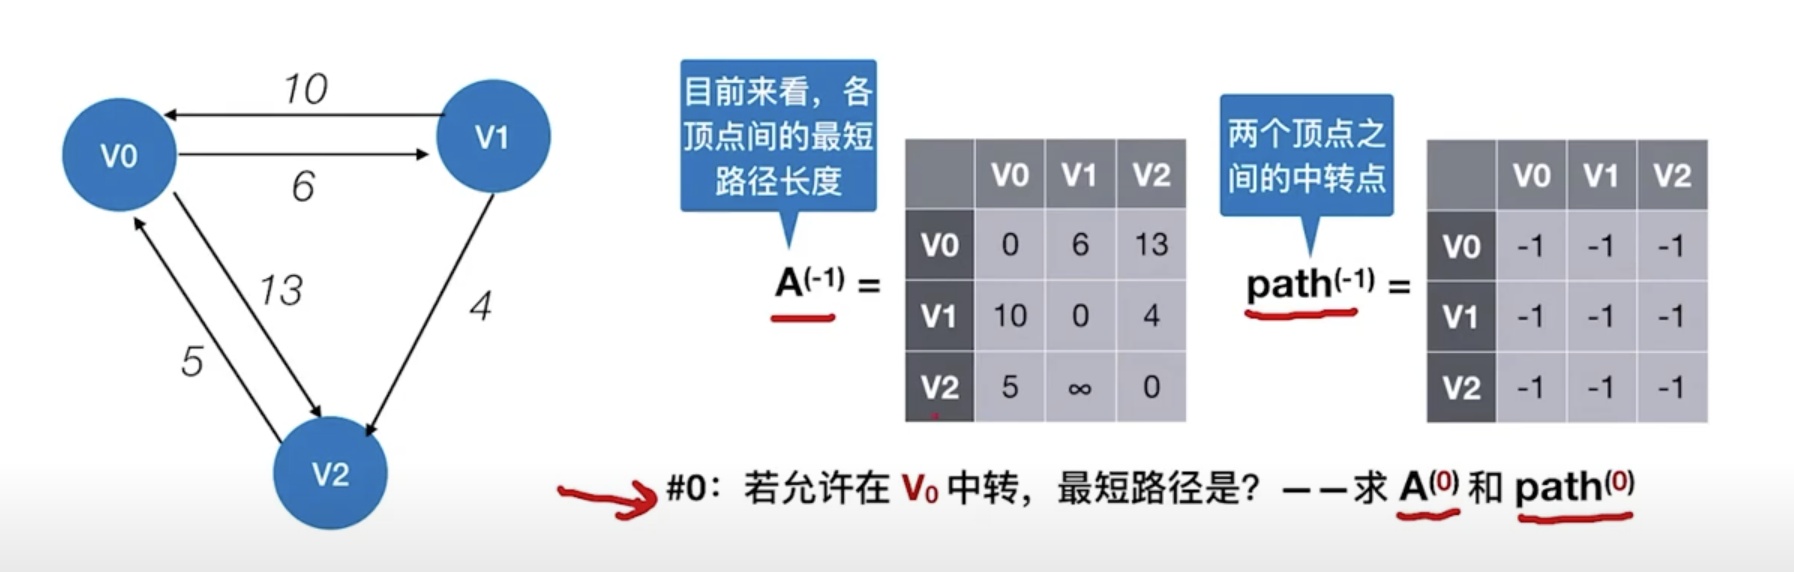 10
V0
V1
6
13
4
5
V2
目前来看，各
顶点间的最短
路径长度
A(-1) =
V0 V1 V2
V0 0 6 13
V1 10 0 4
V2 5 ∞ 0
两个顶点之
间的中转点
path(-1) =
V0 V1 V2
V0 -1 -1 -1
V1 -1 -1 -1
V2 -1 -1 -1
#0：若允许在 V0 中转，最短路径是？——求 A(0) 和 path(0)